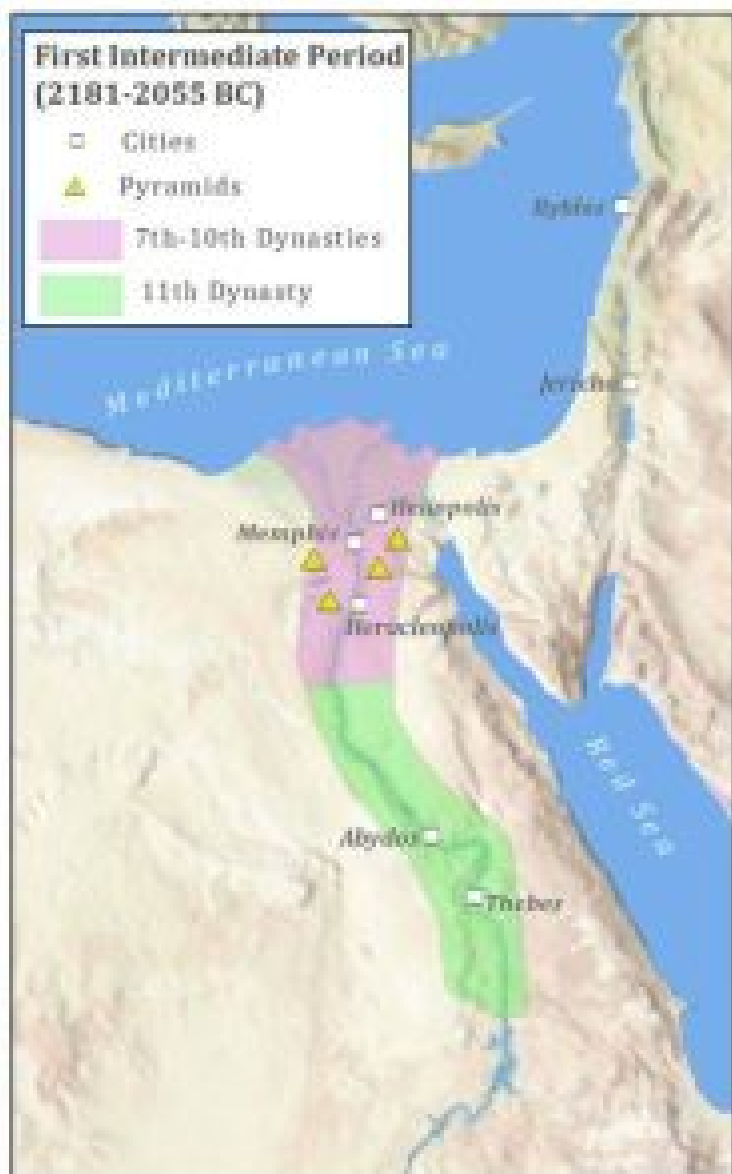 First Intermediate Period
(2181-2055 BC)
Cities
Pyramids
7th-10th Dynasties
11th Dynasty
Byblos
Mediterranean Sea
Jericho
Heliopolis
Memphis
Heracleopolis
Red Sea
Abydos
Thebes